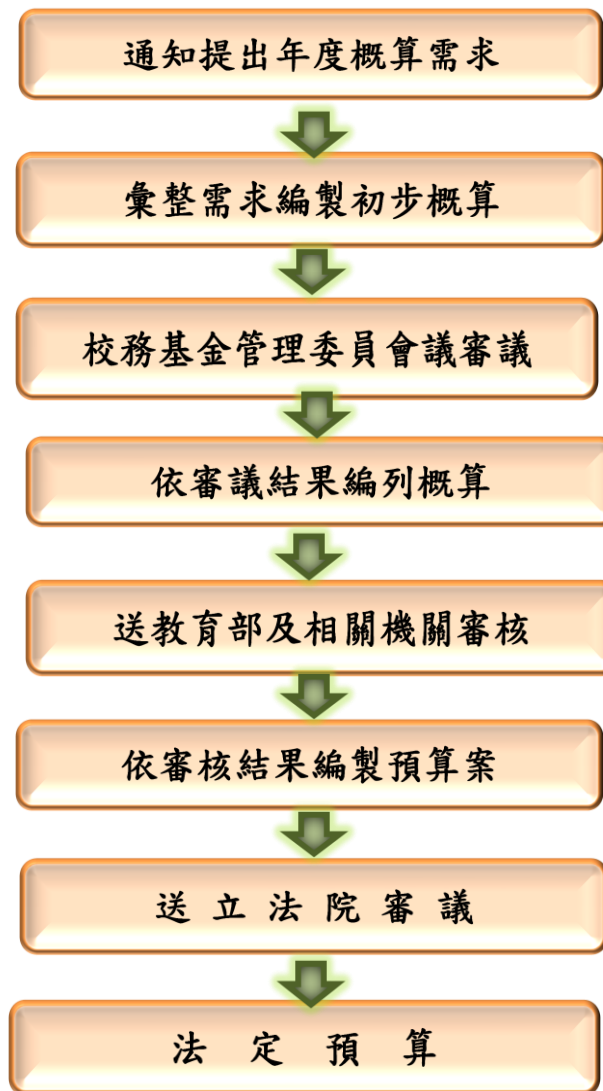 通知提出年度概算需求
彙整需求編製初步概算
校務基金管理委員會議審議
依審議結果編列概算
送教育部及相關機關審核
依審核結果編製預算案
送立法院審議
法定預算